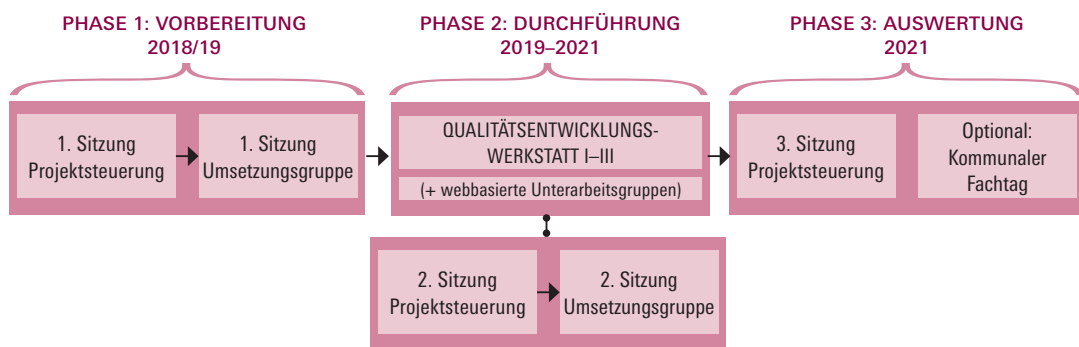 PHASE 1: VORBEREITUNG
2018/19
PHASE 2: DURCHFÜHRUNG
2019–2021
PHASE 3: AUSWERTUNG
2021
1. Sitzung
Projektsteuerung
1. Sitzung
Umsetzungsgruppe
QUALITÄTSENTWICKLUNGS-
WERKSTATT I–III
(+ webbasierte Unterarbeitsgruppen)
3. Sitzung
Projektsteuerung
Optional:
Kommunaler
Fachtag
2. Sitzung
Projektsteuerung
2. Sitzung
Umsetzungsgruppe